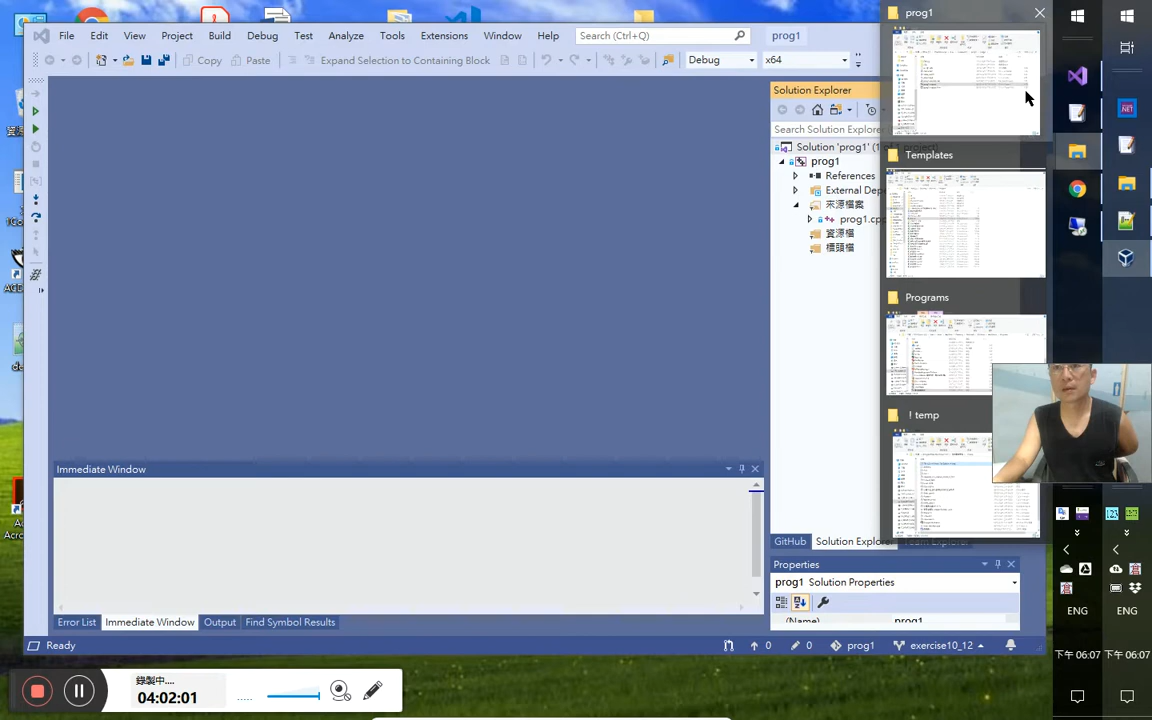 File Edit View Project Build Debug Test Analyze Tools Extensions Window Help Search (Ctrl+Q) prog1
Copy Expand Selection to Containing Block Debug x64
Solution Explorer
Search Solution Explorer
Solution 'prog1' (1
prog1
References
External Dep
來源檔案
prog1.cp
資源檔
標頭檔
prog1
Templates
Programs
! temp
Immediate Window
GitHub Solution Explorer
Properties
prog1 Solution Properties
(Name) prog1
Error List Immediate Window Output Find Symbol Results
Ready 0 0 prog1 exercise10_12
錄製中....
04:02:01
ENG ENG
下午 06:07 下午 06:07